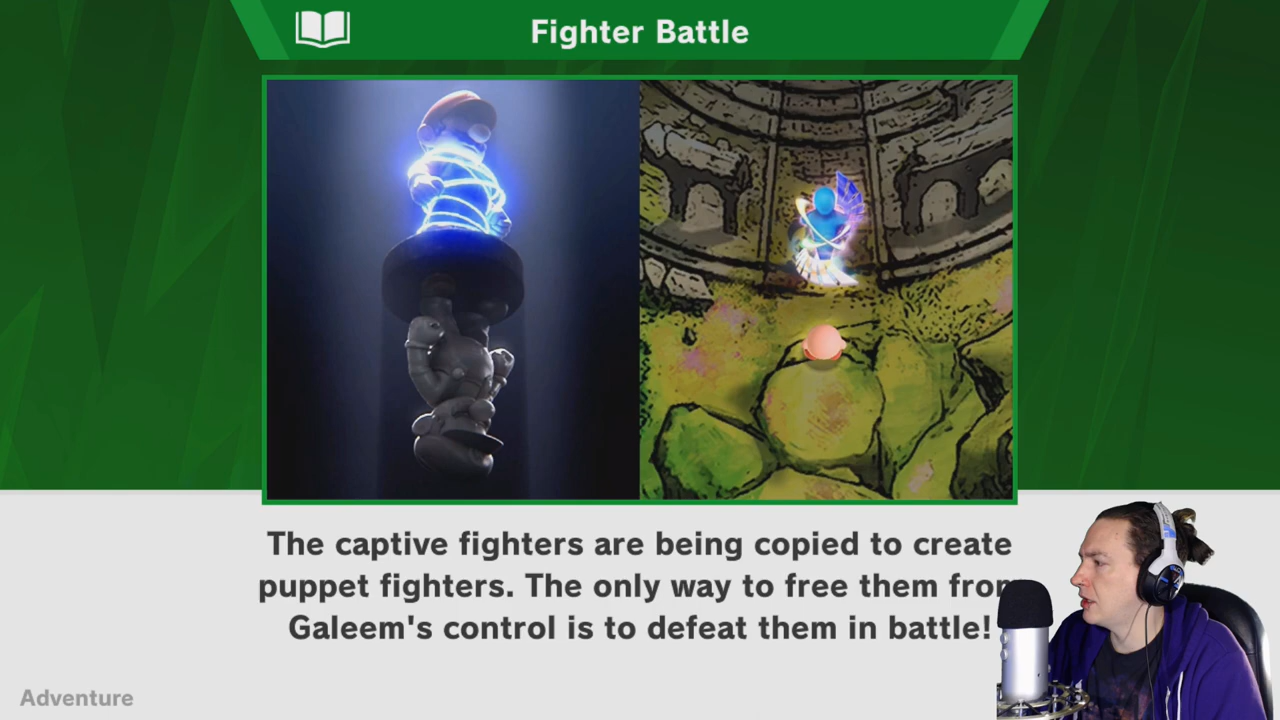 Fighter Battle
The captive fighters are being copied to create
puppet fighters. The only way to free them from
Galeem's control is to defeat them in battle!
Adventure